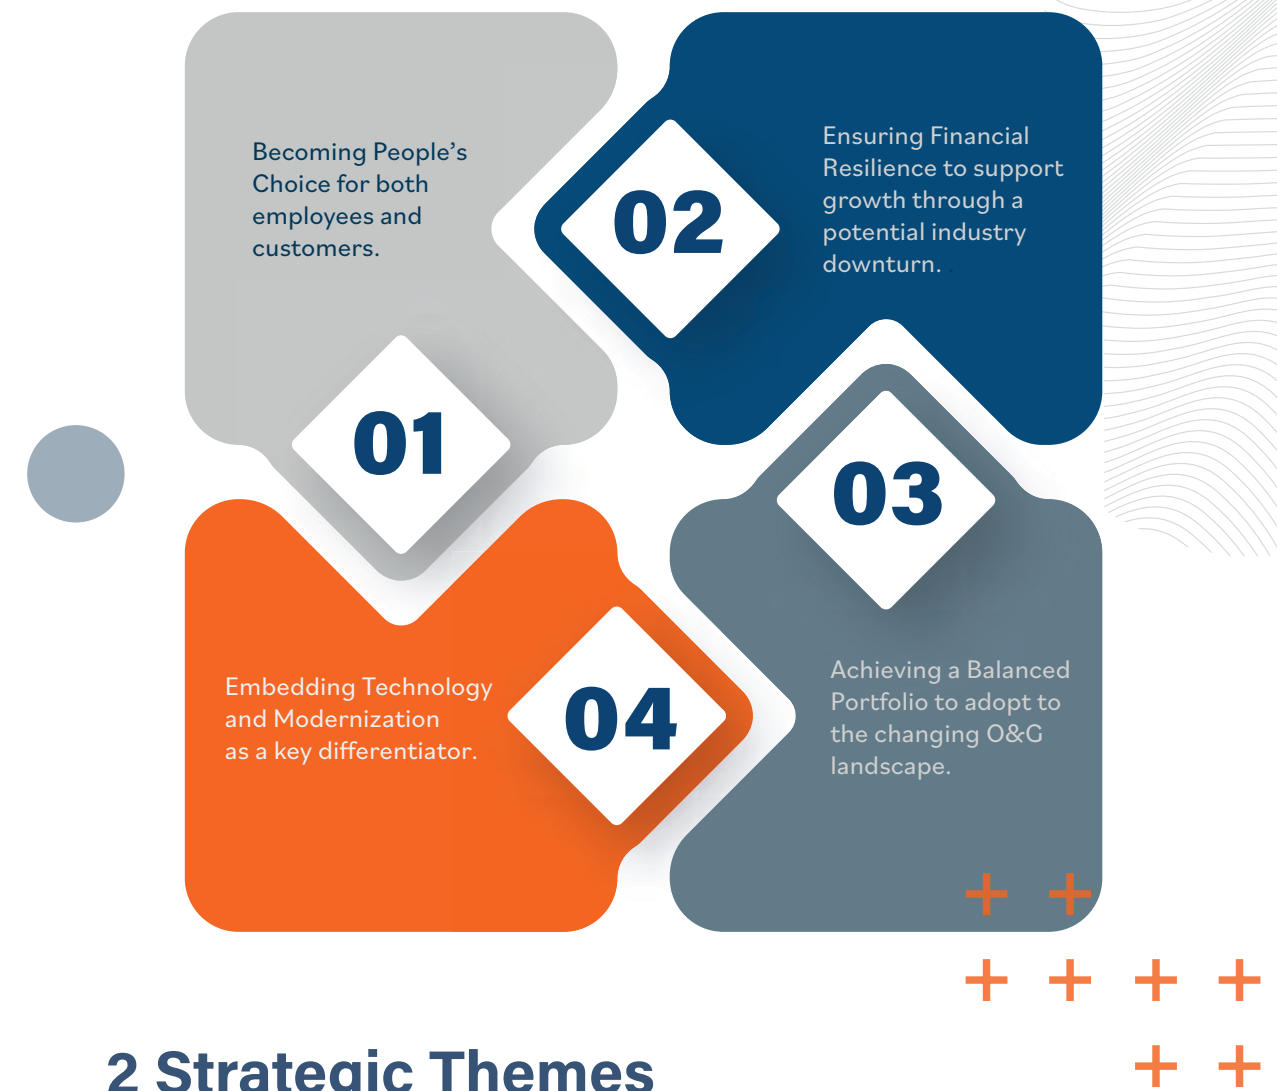 Becoming People’s
Choice for both
employees and
customers.
01
02
Ensuring Financial
Resilience to support
growth through a
potential industry
downturn.
03
Achieving a Balanced
Portfolio to adopt to
the changing O&G
landscape.
Embedding Technology
and Modernization
as a key differentiator.
04
2 Strategic Themes